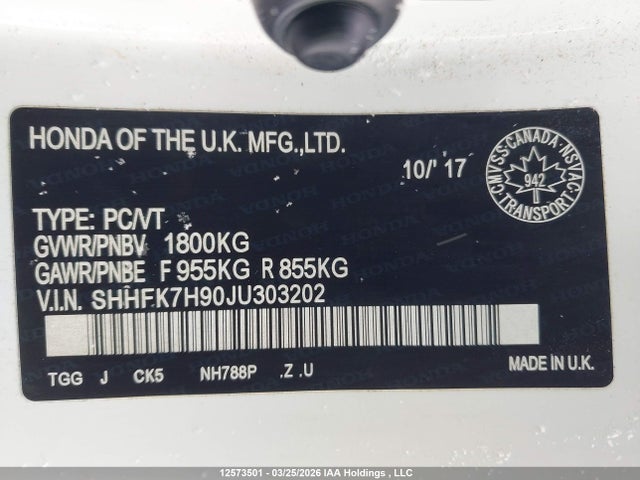 HONDA OF THE U.K. MFG.,LTD.
10/' 17
CMVSS·CANADA·NSVAC
942
TRANSPORT
TYPE: PC/VT
GVWR/PNBV 1800KG
GAWR/PNBE F 955KG R 855KG
V.I.N. SHHFK7H90JU303202
TGG J CK5 NH788P .Z .U
MADE IN U.K.
12573501 - 03/25/2026 IAA Holdings , LLC